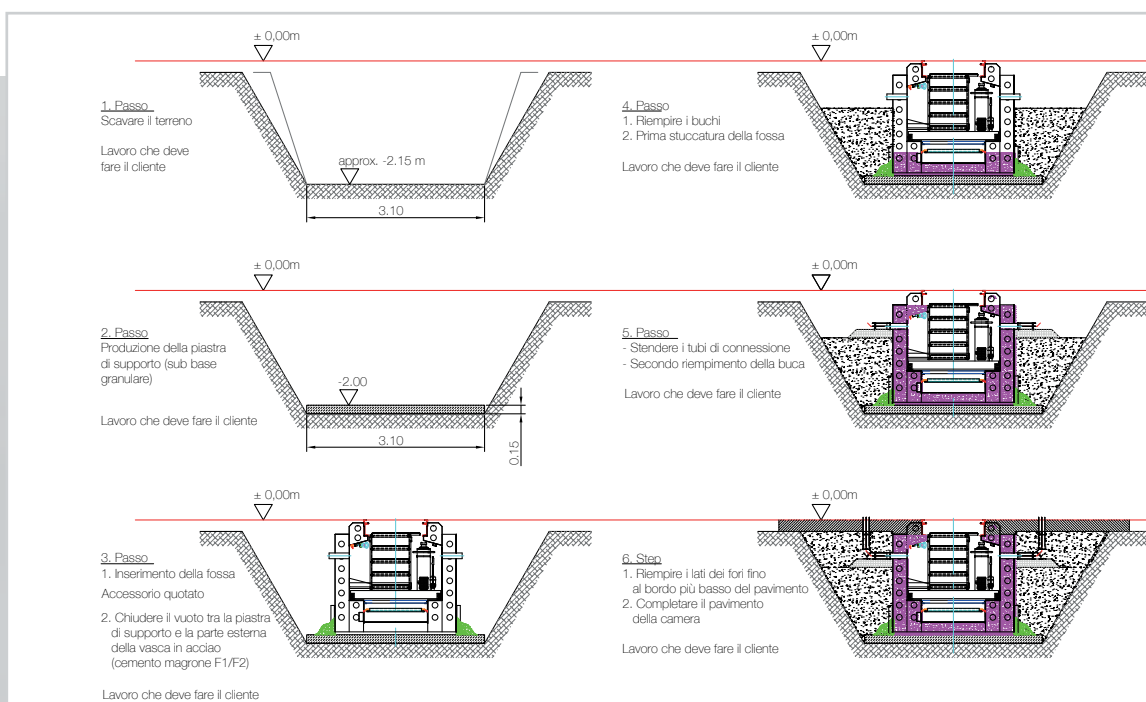 ± 0,00m
1. Passo
Scavare il terreno
Lavoro che deve
fare il cliente
approx. -2.15 m
3.10
± 0,00m
2. Passo
Produzione della piastra
di supporto (sub base
granulare)
Lavoro che deve fare il cliente
-2.00
3.10
0.15
± 0,00m
3. Passo
1. Inserimento della fossa
Accessorio quotato
2. Chiudere il vuoto tra la piastra
di supporto e la parte esterna
della vasca in acciao
(cemento magrone F1/F2)
Lavoro che deve fare il cliente
± 0,00m
4. Passo
1. Riempire i buchi
2. Prima stuccatura della fossa
Lavoro che deve fare il cliente
± 0,00m
5. Passo
- Stendere i tubi di connessione
- Secondo riempimento della buca
Lavoro che deve fare il cliente
± 0,00m
6. Step
1. Riempire i lati dei fori fino
al bordo più basso del pavimento
2. Completare il pavimento
della camera
Lavoro che deve fare il cliente